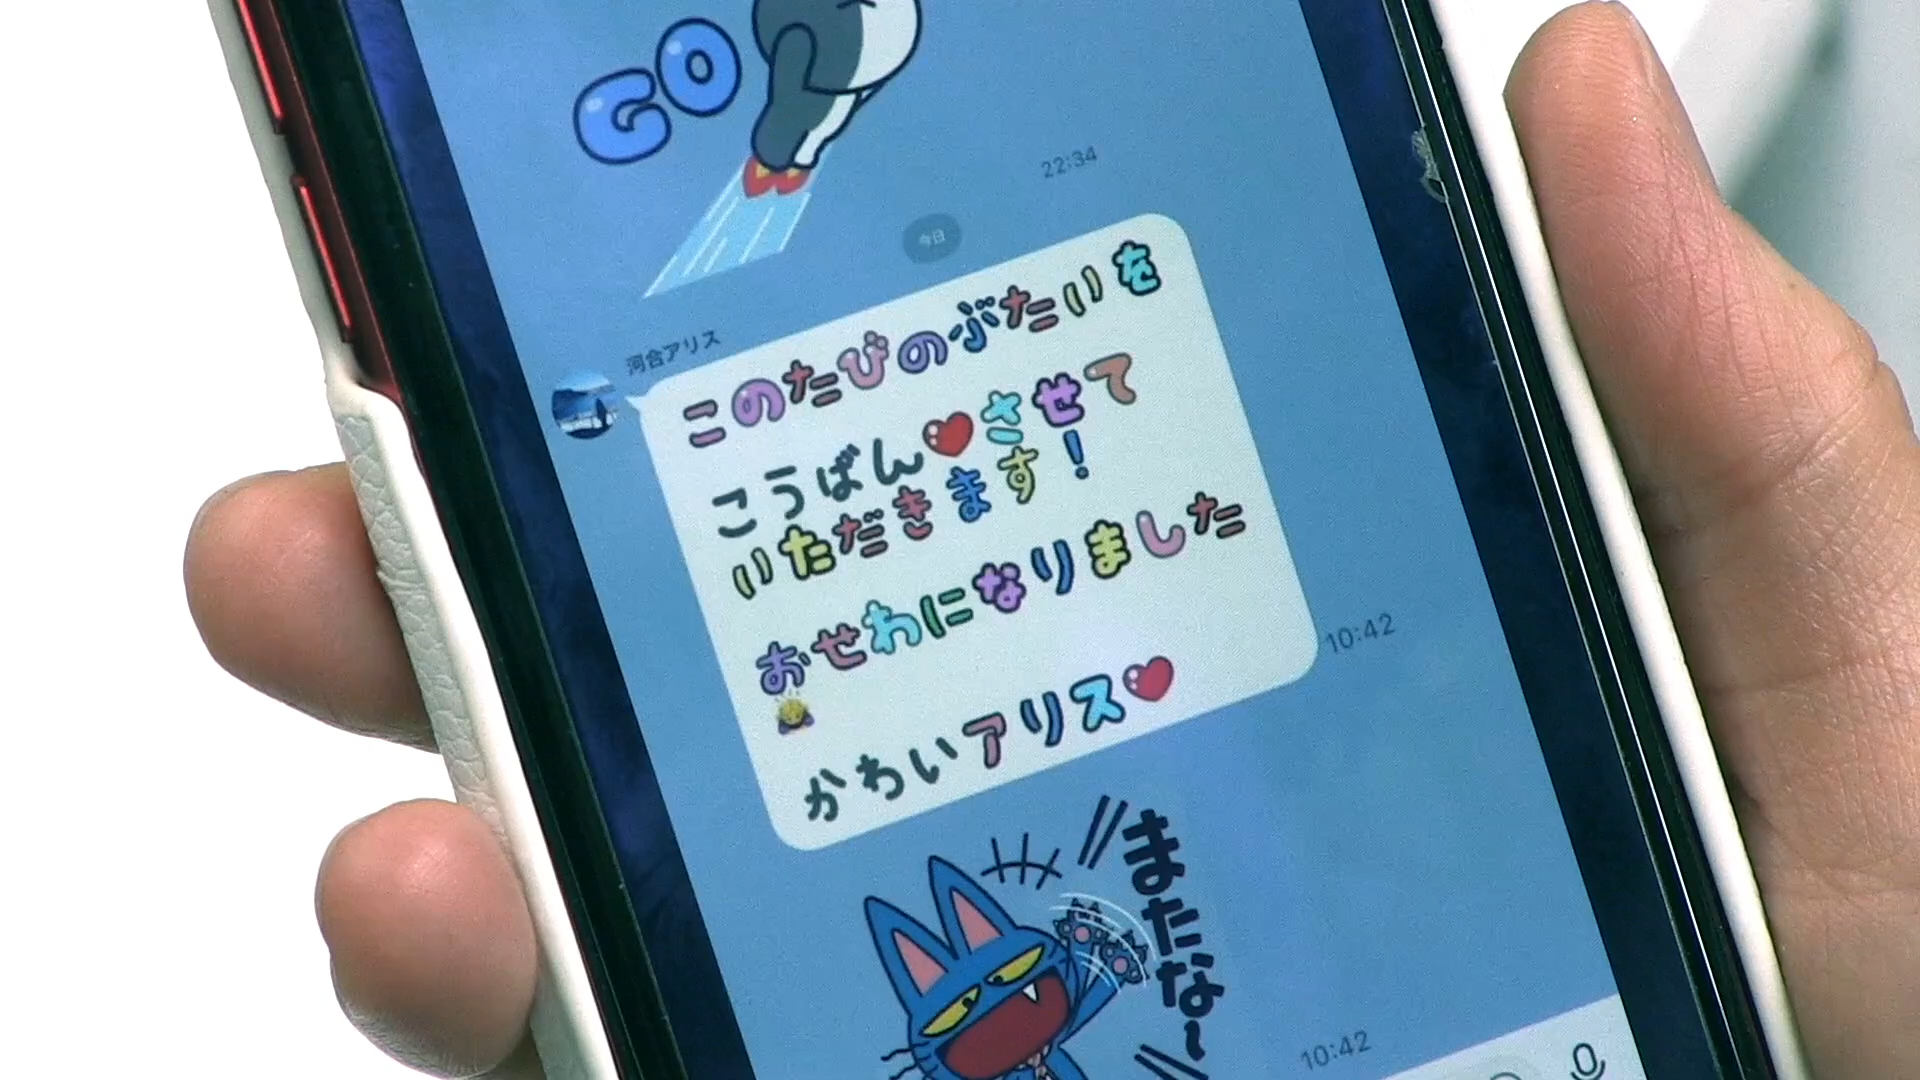 GO
22:34
今日
河合アリス
このたびのぶたいを
こうばん❤させて
いただきます!
おせわになりました
🙇
かわいアリス❤
10:42
またな〜
10:42